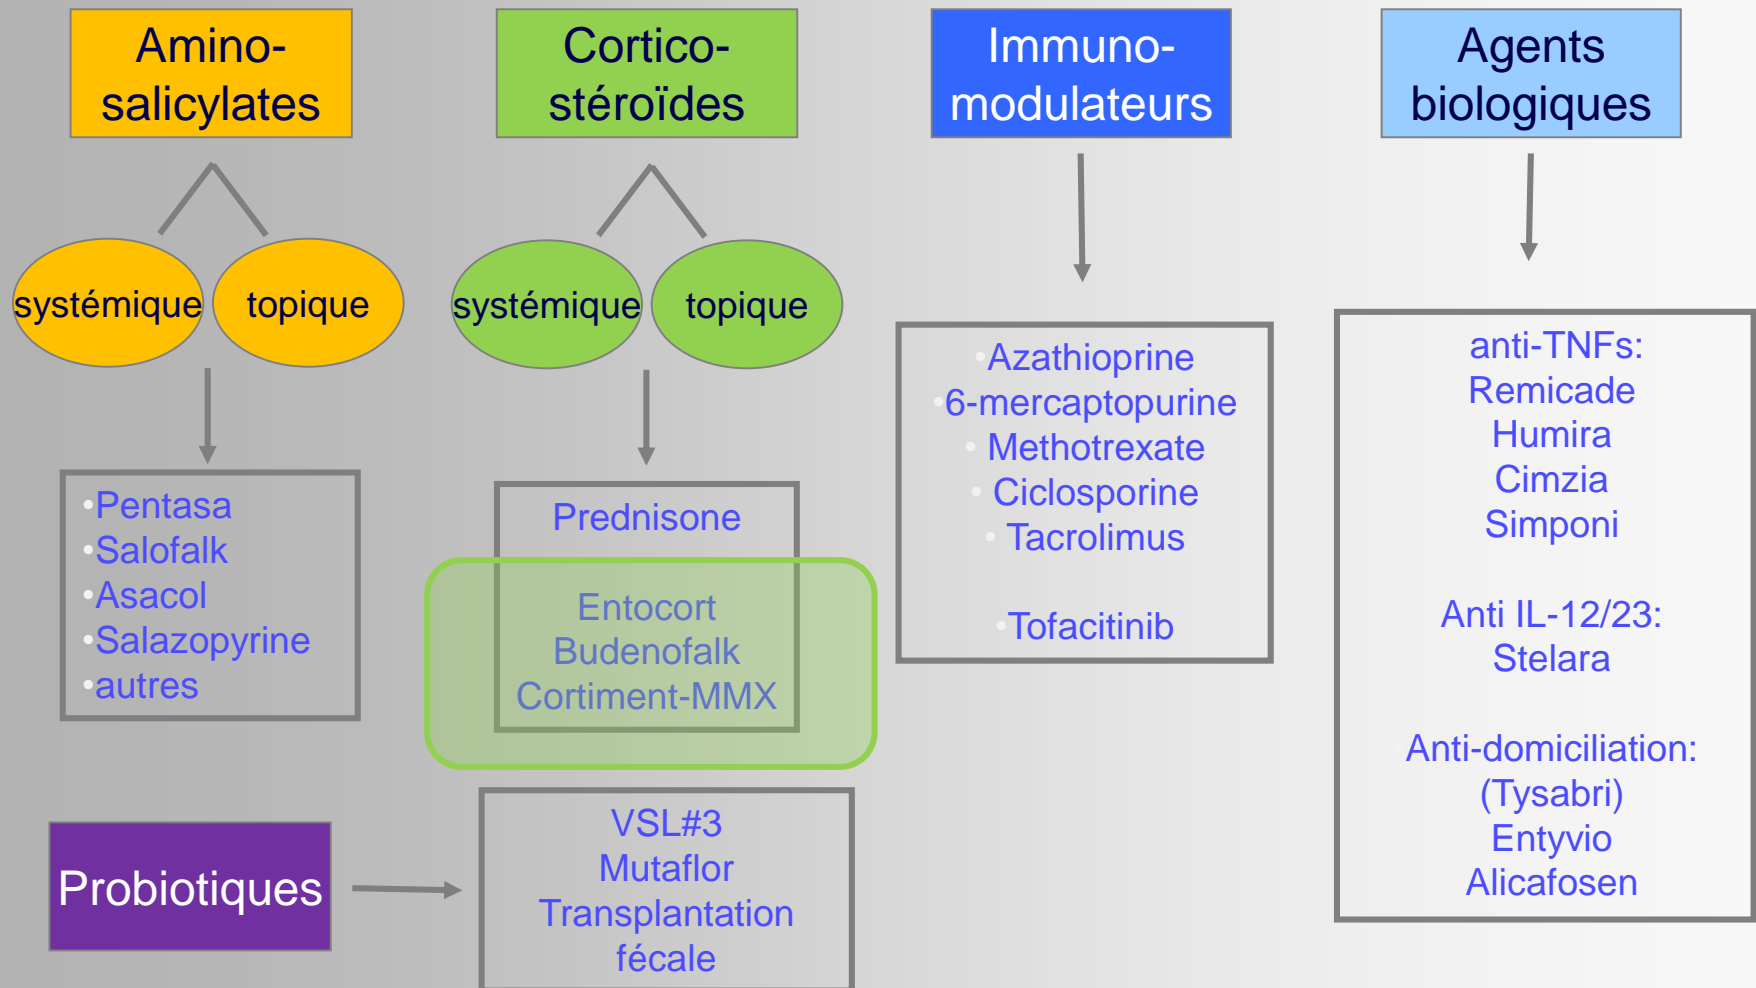 Amino-
salicylates
systémique
topique
•Pentasa
•Salofalk
•Asacol
•Salazopyrine
•autres
Cortico-
stéroïdes
systémique
topique
Prednisone
Entocort
Budenofalk
Cortiment-MMX
Immuno-
modulateurs
•Azathioprine
•6-mercaptopurine
• Methotrexate
• Ciclosporine
• Tacrolimus
•Tofacitinib
Agents
biologiques
anti-TNFs:
Remicade
Humira
Cimzia
Simponi
Anti IL-12/23:
Stelara
Anti-domiciliation:
(Tysabri)
Entyvio
Alicafosen
Probiotiques
VSL#3
Mutaflor
Transplantation
fécale